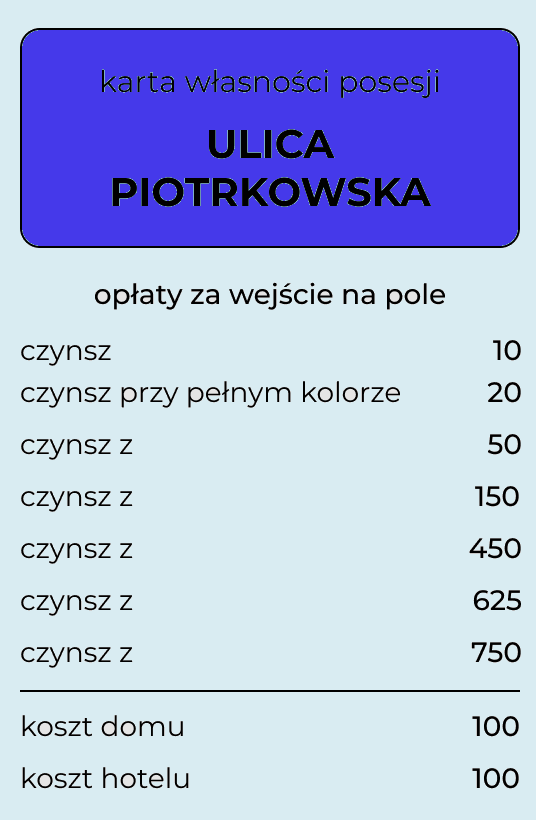 karta własności posesji
ULICA
PIOTRKOWSKA
opłaty za wejście na pole
czynsz 10
czynsz przy pełnym kolorze 20
czynsz z 50
czynsz z 150
czynsz z 450
czynsz z 625
czynsz z 750
koszt domu 100
koszt hotelu 100